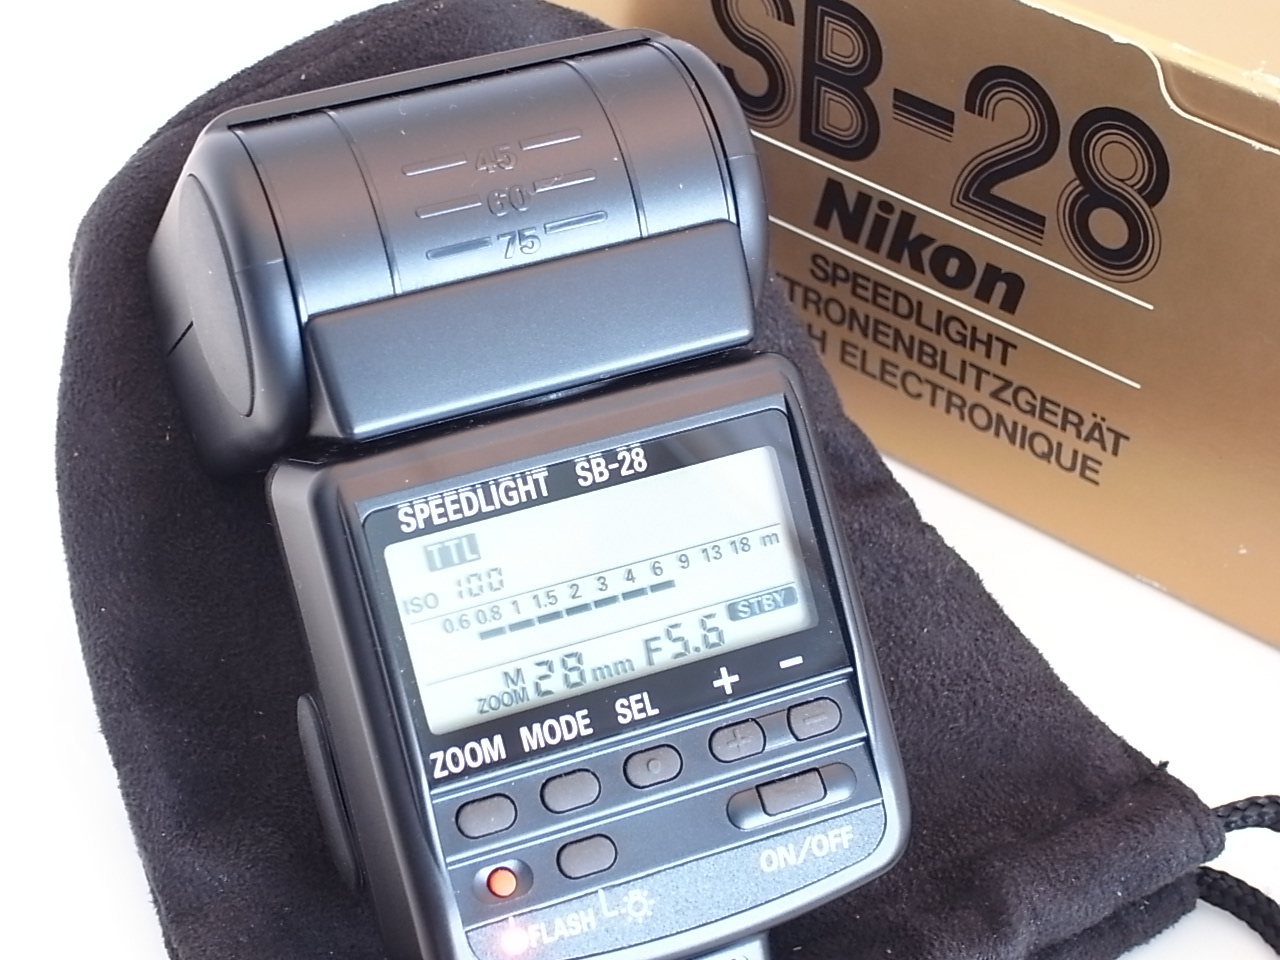 SB-28
Nikon
SPEEDLIGHT
TRONENBLITZGERÄT
H ELECTRONIQUE
45
60
75
SPEEDLIGHT SB-28
TTL
ISO 100
0.6 0.8 1 1.5 2 3 4 6 9 13 18 m
M ZOOM 28 mm F5.6 STBY
ZOOM MODE SEL + −
+ −
ON/OFF
FLASH